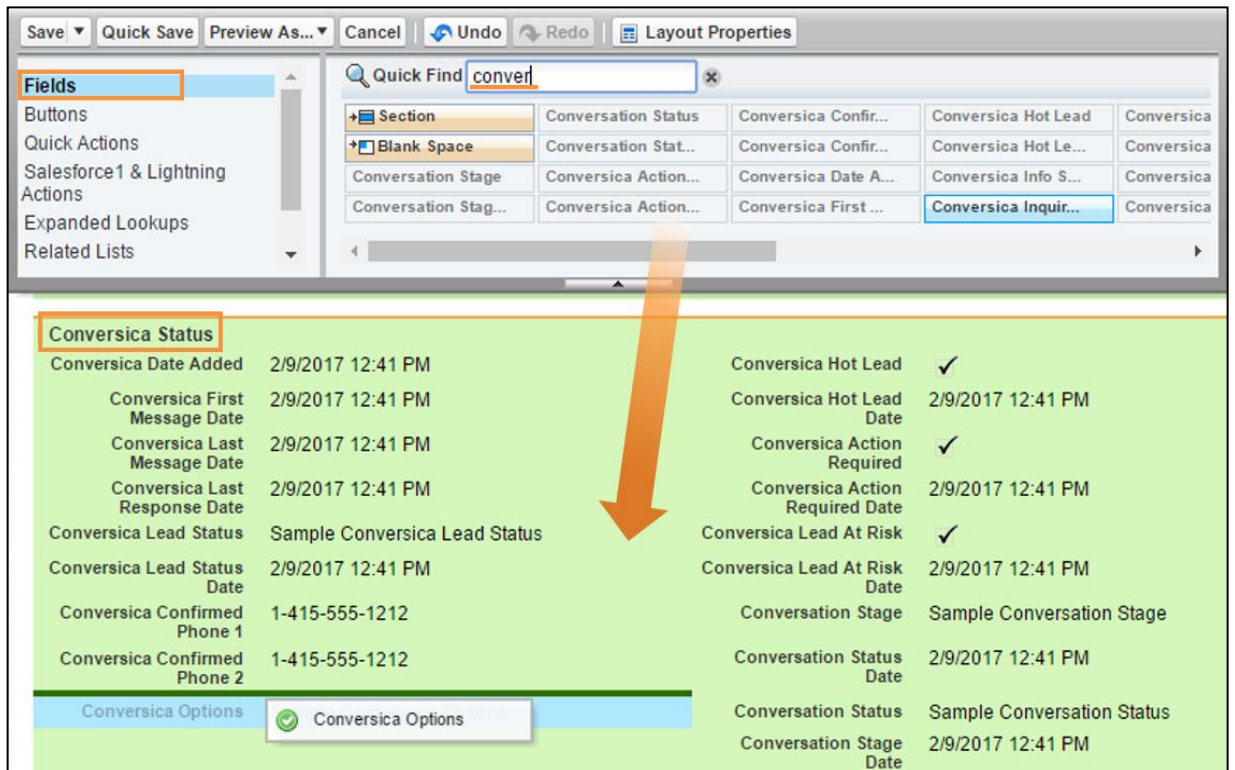 Save Quick Save Preview As... Cancel Undo Redo Layout Properties
Fields
Buttons
Quick Actions
Salesforce1 & Lightning
Actions
Expanded Lookups
Related Lists
Quick Find conver
Section Conversation Status Conversica Confir... Conversica Hot Lead Conversica
Blank Space Conversation Stat... Conversica Confir... Conversica Hot Le... Conversica
Conversation Stage Conversica Action... Conversica Date A... Conversica Info S... Conversica
Conversation Stag... Conversica Action... Conversica First ... Conversica Inquir... Conversica
Conversica Status
Conversica Date Added 2/9/2017 12:41 PM
Conversica First 2/9/2017 12:41 PM
Message Date
Conversica Last 2/9/2017 12:41 PM
Message Date
Conversica Last 2/9/2017 12:41 PM
Response Date
Conversica Lead Status Sample Conversica Lead Status
Conversica Lead Status 2/9/2017 12:41 PM
Date
Conversica Confirmed 1-415-555-1212
Phone 1
Conversica Confirmed 1-415-555-1212
Phone 2
Conversica Options Conversica Options
Conversica Hot Lead
Conversica Hot Lead 2/9/2017 12:41 PM
Date
Conversica Action
Required
Conversica Action 2/9/2017 12:41 PM
Required Date
Conversica Lead At Risk
Conversica Lead At Risk 2/9/2017 12:41 PM
Date
Conversation Stage Sample Conversation Stage
Conversation Status 2/9/2017 12:41 PM
Date
Conversation Status Sample Conversation Status
Conversation Stage 2/9/2017 12:41 PM
Date